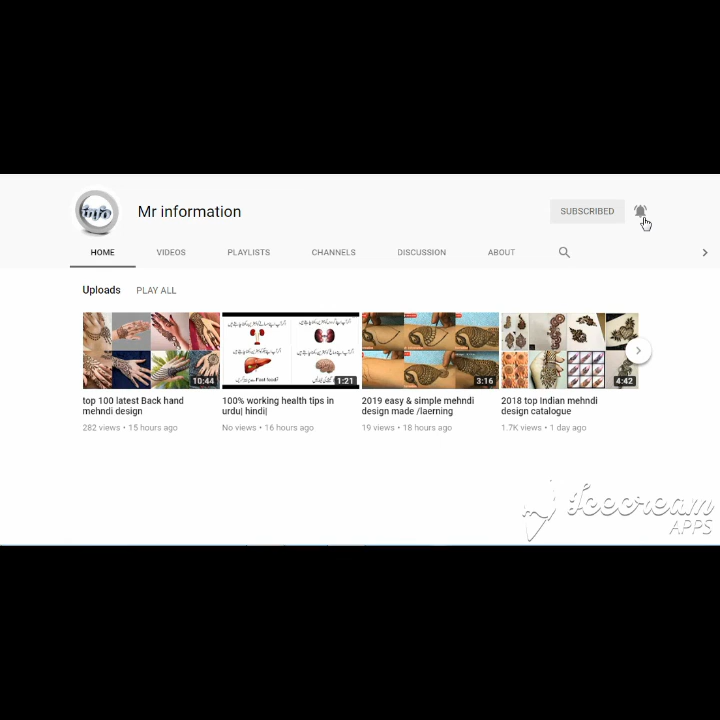 info
Mr information
SUBSCRIBED
HOME VIDEOS PLAYLISTS CHANNELS DISCUSSION ABOUT
Uploads PLAY ALL
Fast food
10:44 1:21 3:16 4:42
top 100 latest Back hand
mehndi design
282 views • 15 hours ago
100% working health tips in
urdu| hindi|
No views • 16 hours ago
2019 easy & simple mehndi
design made /laerning
19 views • 18 hours ago
2018 top Indian mehndi
design catalogue
1.7K views • 1 day ago
Icecream
APPS